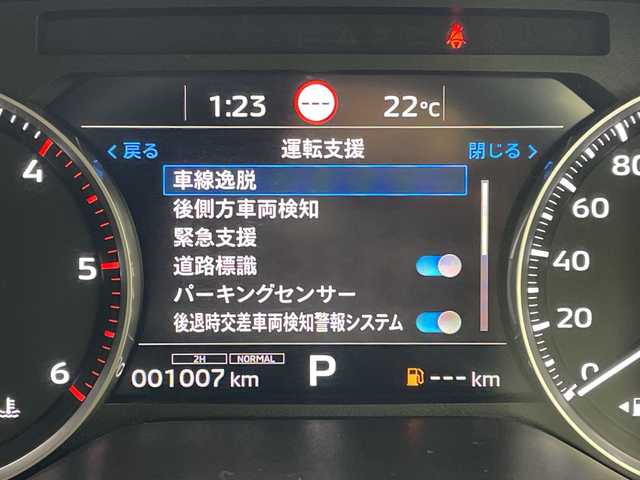 1:23 --- 22℃
戻る 運転支援 閉じる
車線逸脱
後側方車両検知
緊急支援
道路標識
パーキングセンサー
後退時交差車両検知警報システム
2H NORMAL
001007 km P --- km
4
5
6
80
60
40
20
0